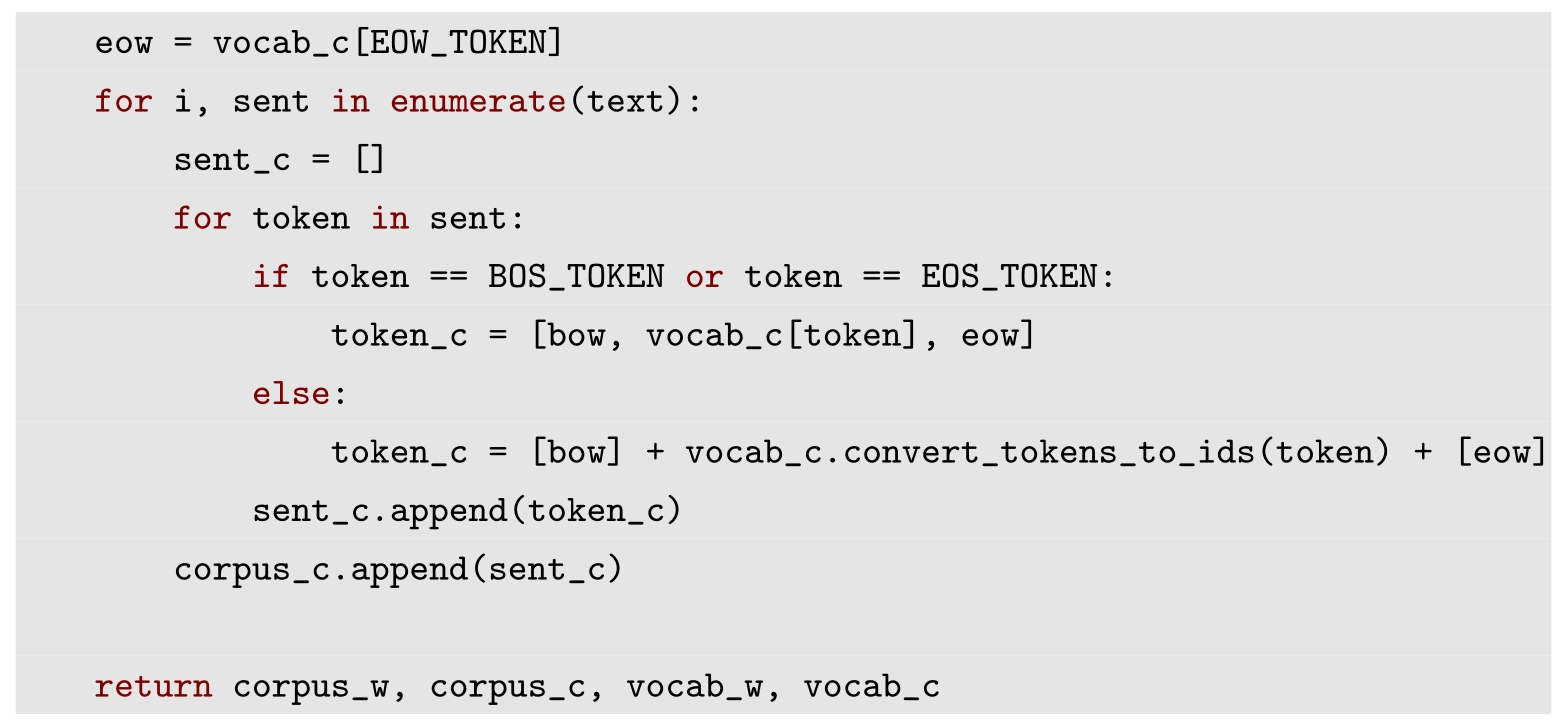 eow = vocab_c[EOW_TOKEN]
    for i, sent in enumerate(text):
        sent_c = []
        for token in sent:
            if token == BOS_TOKEN or token == EOS_TOKEN:
                token_c = [bow, vocab_c[token], eow]
            else:
                token_c = [bow] + vocab_c.convert_tokens_to_ids(token) + [eow]
            sent_c.append(token_c)
        corpus_c.append(sent_c)

    return corpus_w, corpus_c, vocab_w, vocab_c